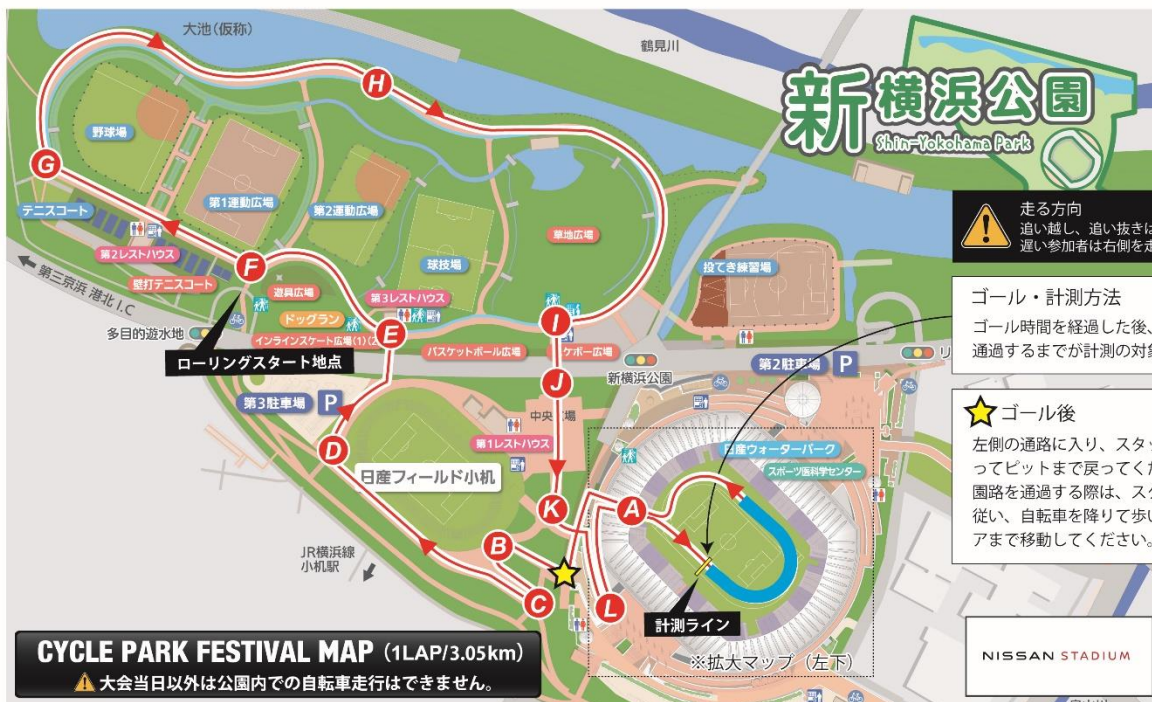 大池(仮称)
鶴見川
新横浜公園
Shin-Yokohama Park
H
野球場
G
テニスコート
第1運動広場
第2運動広場
草地広場
球技場
投てき練習場
第2レストハウス
壁打テニスコート
F
遊具広場
第3レストハウス
ドッグラン
インラインスケート広場(1)(2
E
I
第三京浜 港北 I.C
多目的遊水地
ローリングスタート地点
バスケットボール広場
ケボー広場
新横浜公園
第2駐車場 P
リ
J
第3駐車場 P
中央広場
第1レストハウス
D
日産フィールド小机
K
A
日産ウォーターパーク
スポーツ医科学センター
B
C
L
JR横浜線
小机駅
計測ライン
※拡大マップ(左下)
走る方向
追い越し、追い抜きは
遅い参加者は右側を走
ゴール・計測方法
ゴール時間を経過した後、
通過するまでが計測の対象
ゴール後
左側の通路に入り、スタッ
ってピットまで戻ってくだ
園路を通過する際は、スタ
従い、自転車を降りて歩い
アまで移動してください。
NISSAN STADIUM
CYCLE PARK FESTIVAL MAP (1LAP/3.05km)
大会当日以外は公園内での自転車走行はできません。